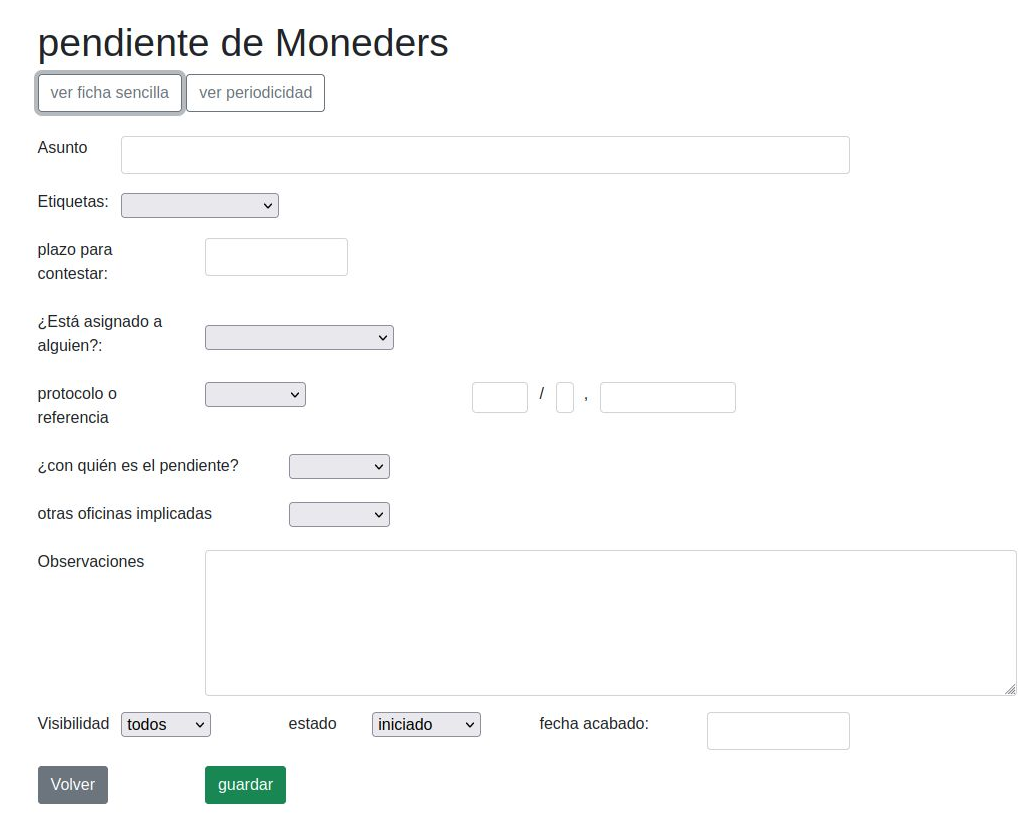 pendiente de Moneders
ver ficha sencilla ver periodicidad
Asunto
Etiquetas:
plazo para
contestar:
¿Está asignado a
alguien?:
protocolo o
referencia
/ ,
¿con quién es el pendiente?
otras oficinas implicadas
Observaciones
Visibilidad todos estado iniciado fecha acabado:
Volver guardar